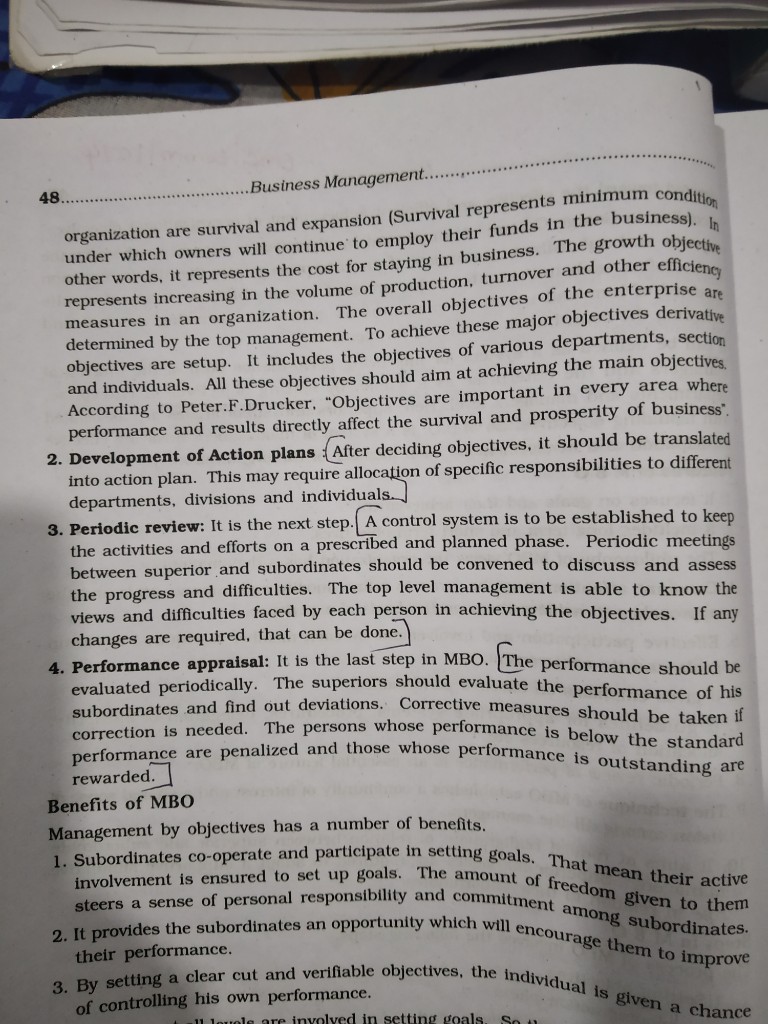 48.......................................Business Management..............................................................
organization are survival and expansion (Survival represents minimum condition
under which owners will continue to employ their funds in the business). In
other words, it represents the cost for staying in business. The growth objective
represents increasing in the volume of production, turnover and other efficiency
measures in an organization. The overall objectives of the enterprise are
determined by the top management. To achieve these major objectives derivative
objectives are setup. It includes the objectives of various departments, section
and individuals. All these objectives should aim at achieving the main objectives.
According to Peter.F.Drucker, "Objectives are important in every area where
performance and results directly affect the survival and prosperity of business".
2. Development of Action plans : After deciding objectives, it should be translated
into action plan. This may require allocation of specific responsibilities to different
departments, divisions and individuals.
3. Periodic review: It is the next step. A control system is to be established to keep
the activities and efforts on a prescribed and planned phase. Periodic meetings
between superior and subordinates should be convened to discuss and assess
the progress and difficulties. The top level management is able to know the
views and difficulties faced by each person in achieving the objectives. If any
changes are required, that can be done.
4. Performance appraisal: It is the last step in MBO. The performance should be
evaluated periodically. The superiors should evaluate the performance of his
subordinates and find out deviations. Corrective measures should be taken if
correction is needed. The persons whose performance is below the standard
performance are penalized and those whose performance is outstanding are
rewarded.
Benefits of MBO
Management by objectives has a number of benefits.
1. Subordinates co-operate and participate in setting goals. That mean their active
involvement is ensured to set up goals. The amount of freedom given to them
steers a sense of personal responsibility and commitment among subordinates.
2. It provides the subordinates an opportunity which will encourage them to improve
their performance.
3. By setting a clear cut and verifiable objectives, the individual is given a chance
of controlling his own performance.
all levels are involved in setting goals. So